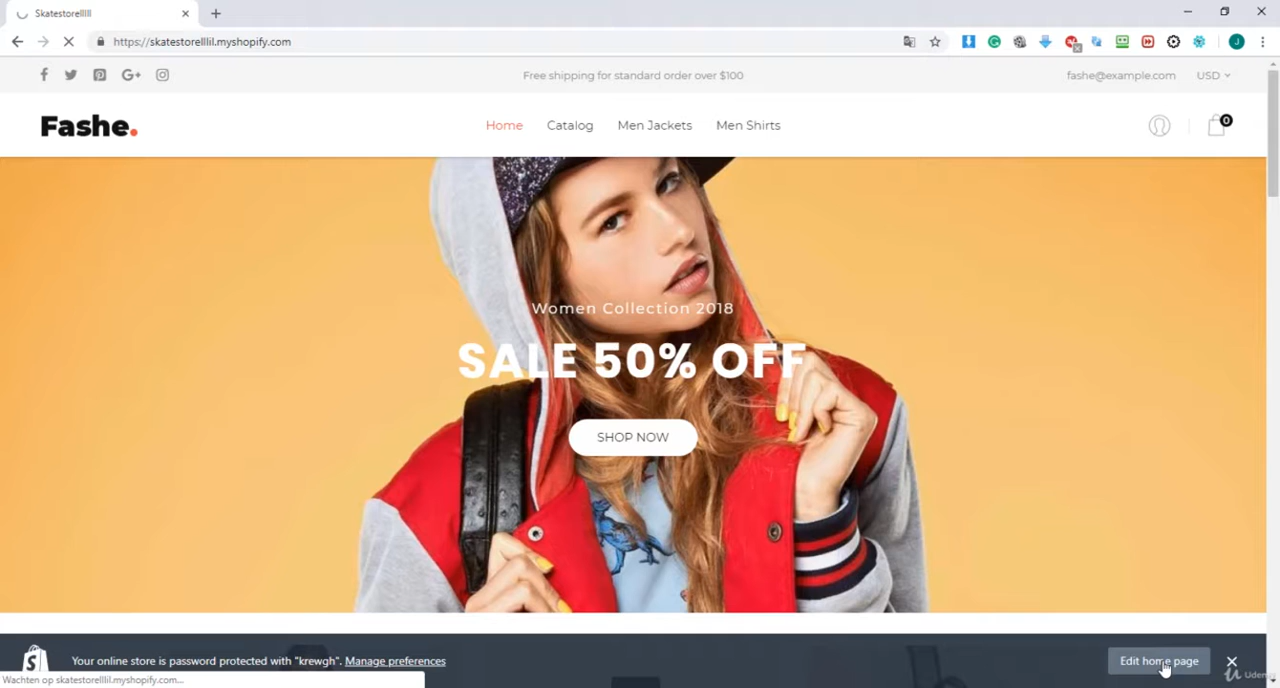 Skatestorelllil
https://skatestorelllil.myshopify.com
J
Free shipping for standard order over $100
fashe@example.com
USD
Fashe.
Home
Catalog
Men Jackets
Men Shirts
0
Women Collection 2018
SALE 50% OFF
SHOP NOW
Your online store is password protected with "krewgh". Manage preferences
Edit home page
Wachten op skatestorelllil.myshopify.com...
Udemy